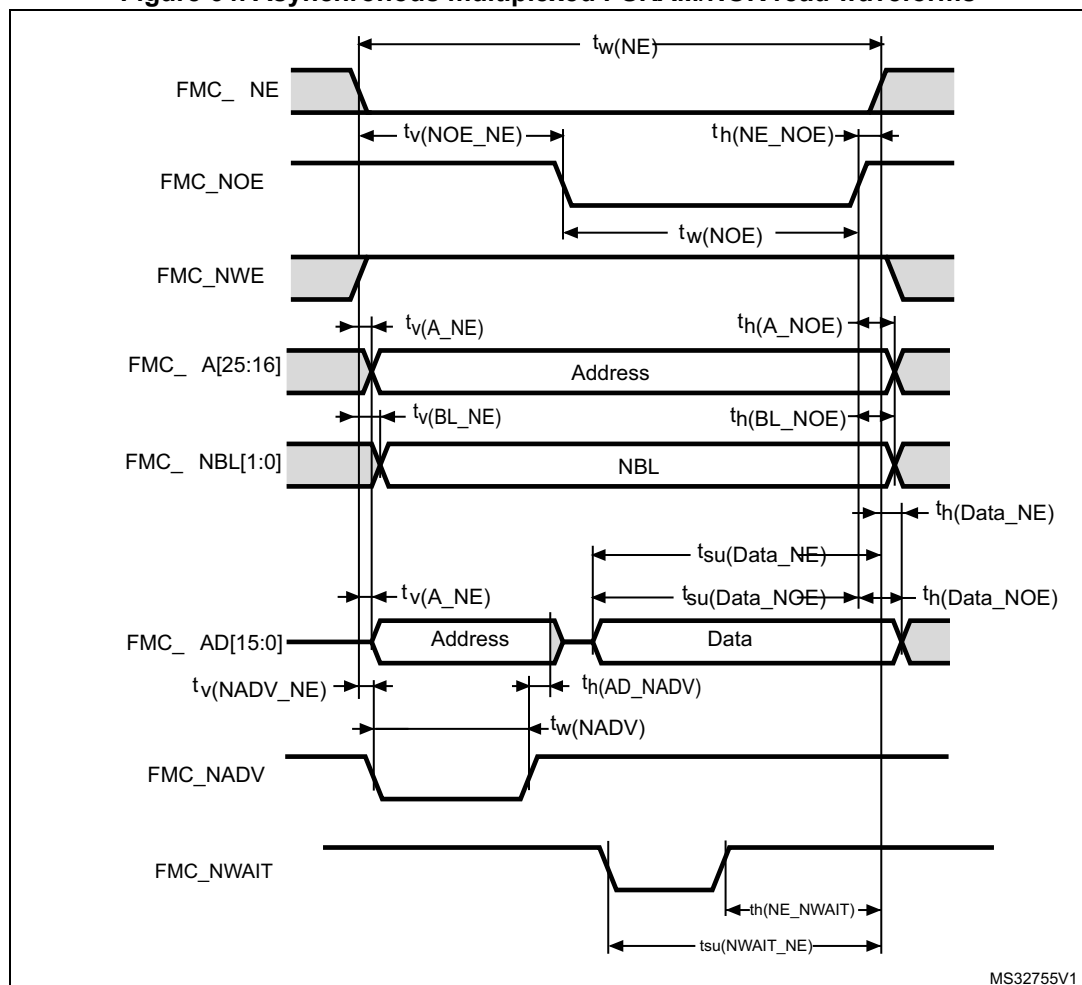 tw(NE)
FMC_ NE
tv(NOE_NE)
th(NE_NOE)
FMC_NOE
tw(NOE)
FMC_NWE
tv(A_NE)
th(A_NOE)
FMC_ A[25:16]
Address
tv(BL_NE)
th(BL_NOE)
FMC_ NBL[1:0]
NBL
th(Data_NE)
tsu(Data_NE)
tv(A_NE)
tsu(Data_NOE)
th(Data_NOE)
FMC_ AD[15:0]
Address
Data
tv(NADV_NE)
th(AD_NADV)
tw(NADV)
FMC_NADV
FMC_NWAIT
th(NE_NWAIT)
tsu(NWAIT_NE)
MS32755V1